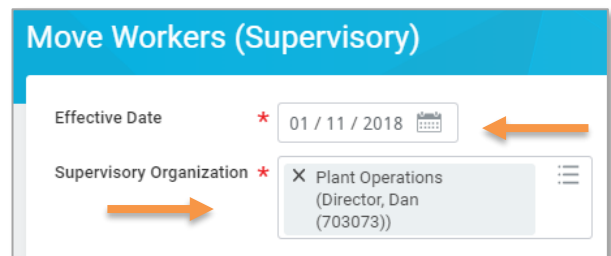 Move Workers (Supervisory)
Effective Date * 01 / 11 / 2018
Supervisory Organization * × Plant Operations
(Director, Dan
(703073))